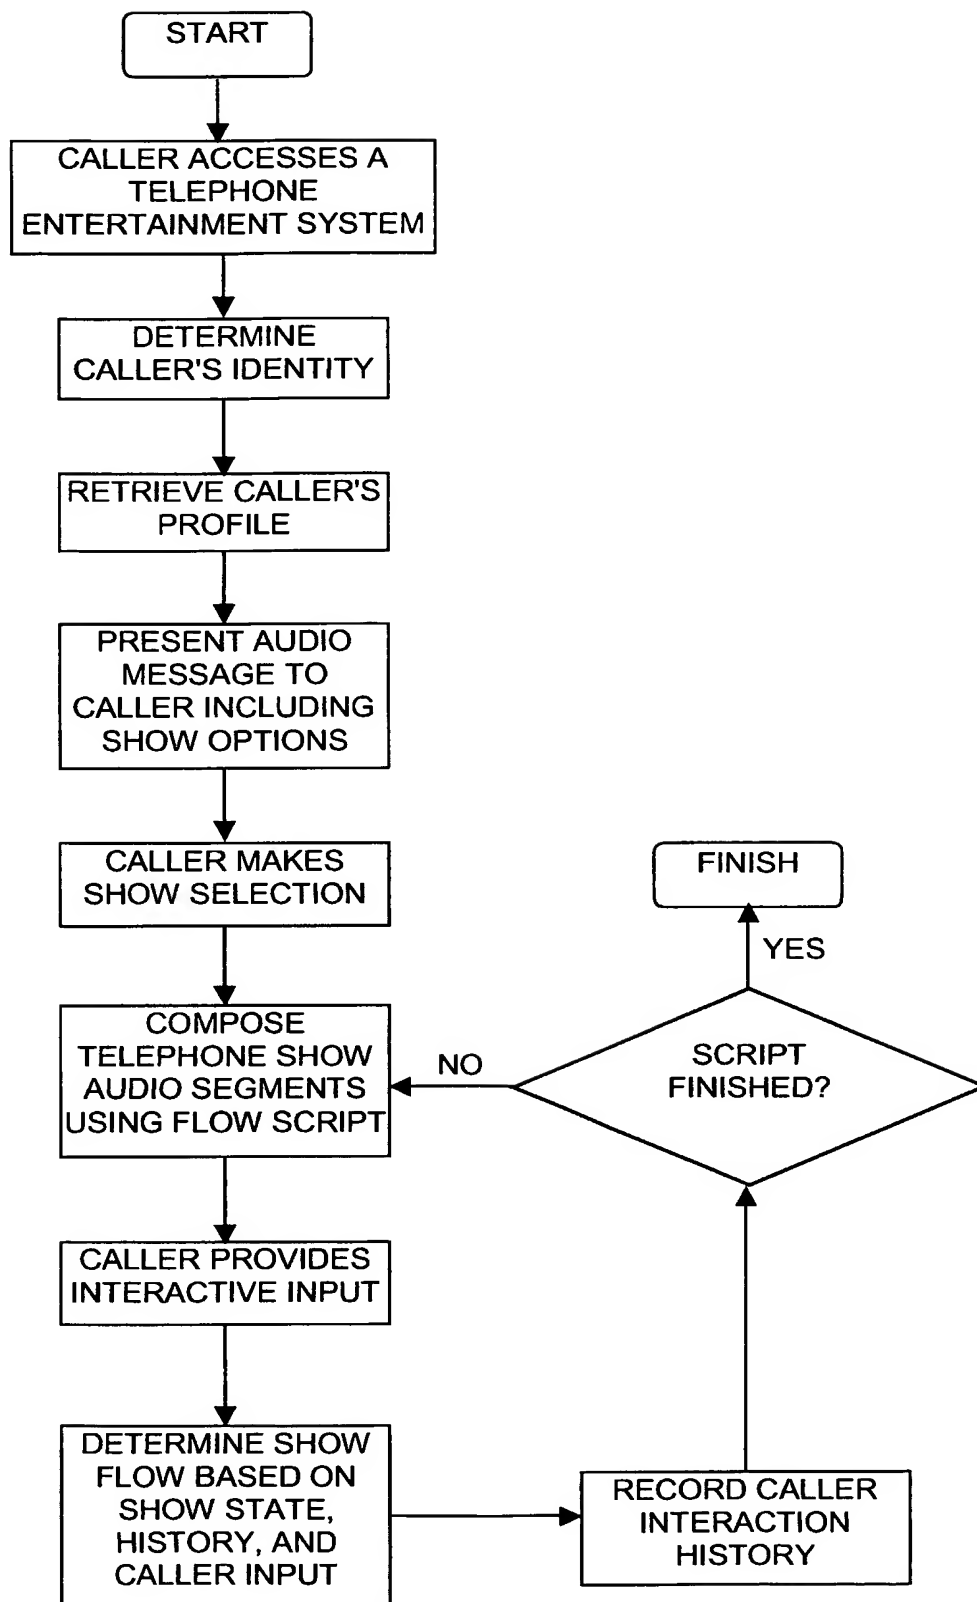 START
CALLER ACCESSES A
TELEPHONE
ENTERTAINMENT SYSTEM
DETERMINE
CALLER'S IDENTITY
RETRIEVE CALLER'S
PROFILE
PRESENT AUDIO
MESSAGE TO
CALLER INCLUDING
SHOW OPTIONS
CALLER MAKES
SHOW SELECTION
COMPOSE
TELEPHONE SHOW
AUDIO SEGMENTS
USING FLOW SCRIPT
CALLER PROVIDES
INTERACTIVE INPUT
DETERMINE SHOW
FLOW BASED ON
SHOW STATE,
HISTORY, AND
CALLER INPUT
RECORD CALLER
INTERACTION
HISTORY
SCRIPT
FINISHED?
NO
YES
FINISH